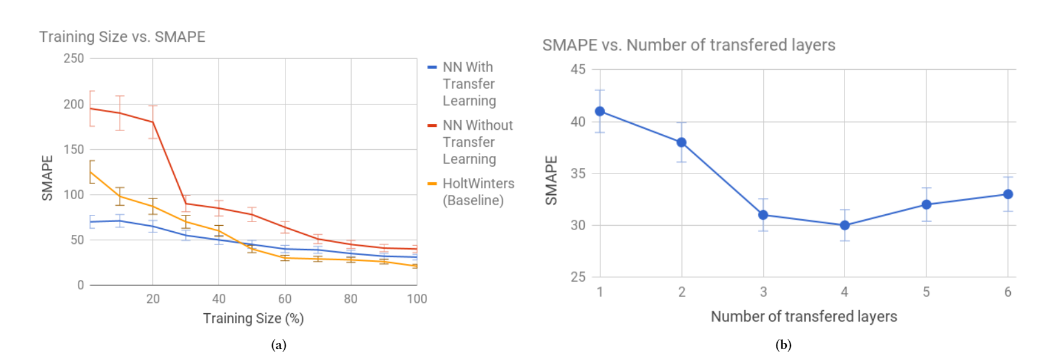 Training Size vs. SMAPE
250
200
150
100
50
0
SMAPE
20
40
60
80
100
Training Size (%)
NN With
Transfer
Learning
NN Without
Transfer
Learning
HoltWinters
(Baseline)
(a)
SMAPE vs. Number of transfered layers
45
40
35
30
25
SMAPE
1
2
3
4
5
6
Number of transfered layers
(b)